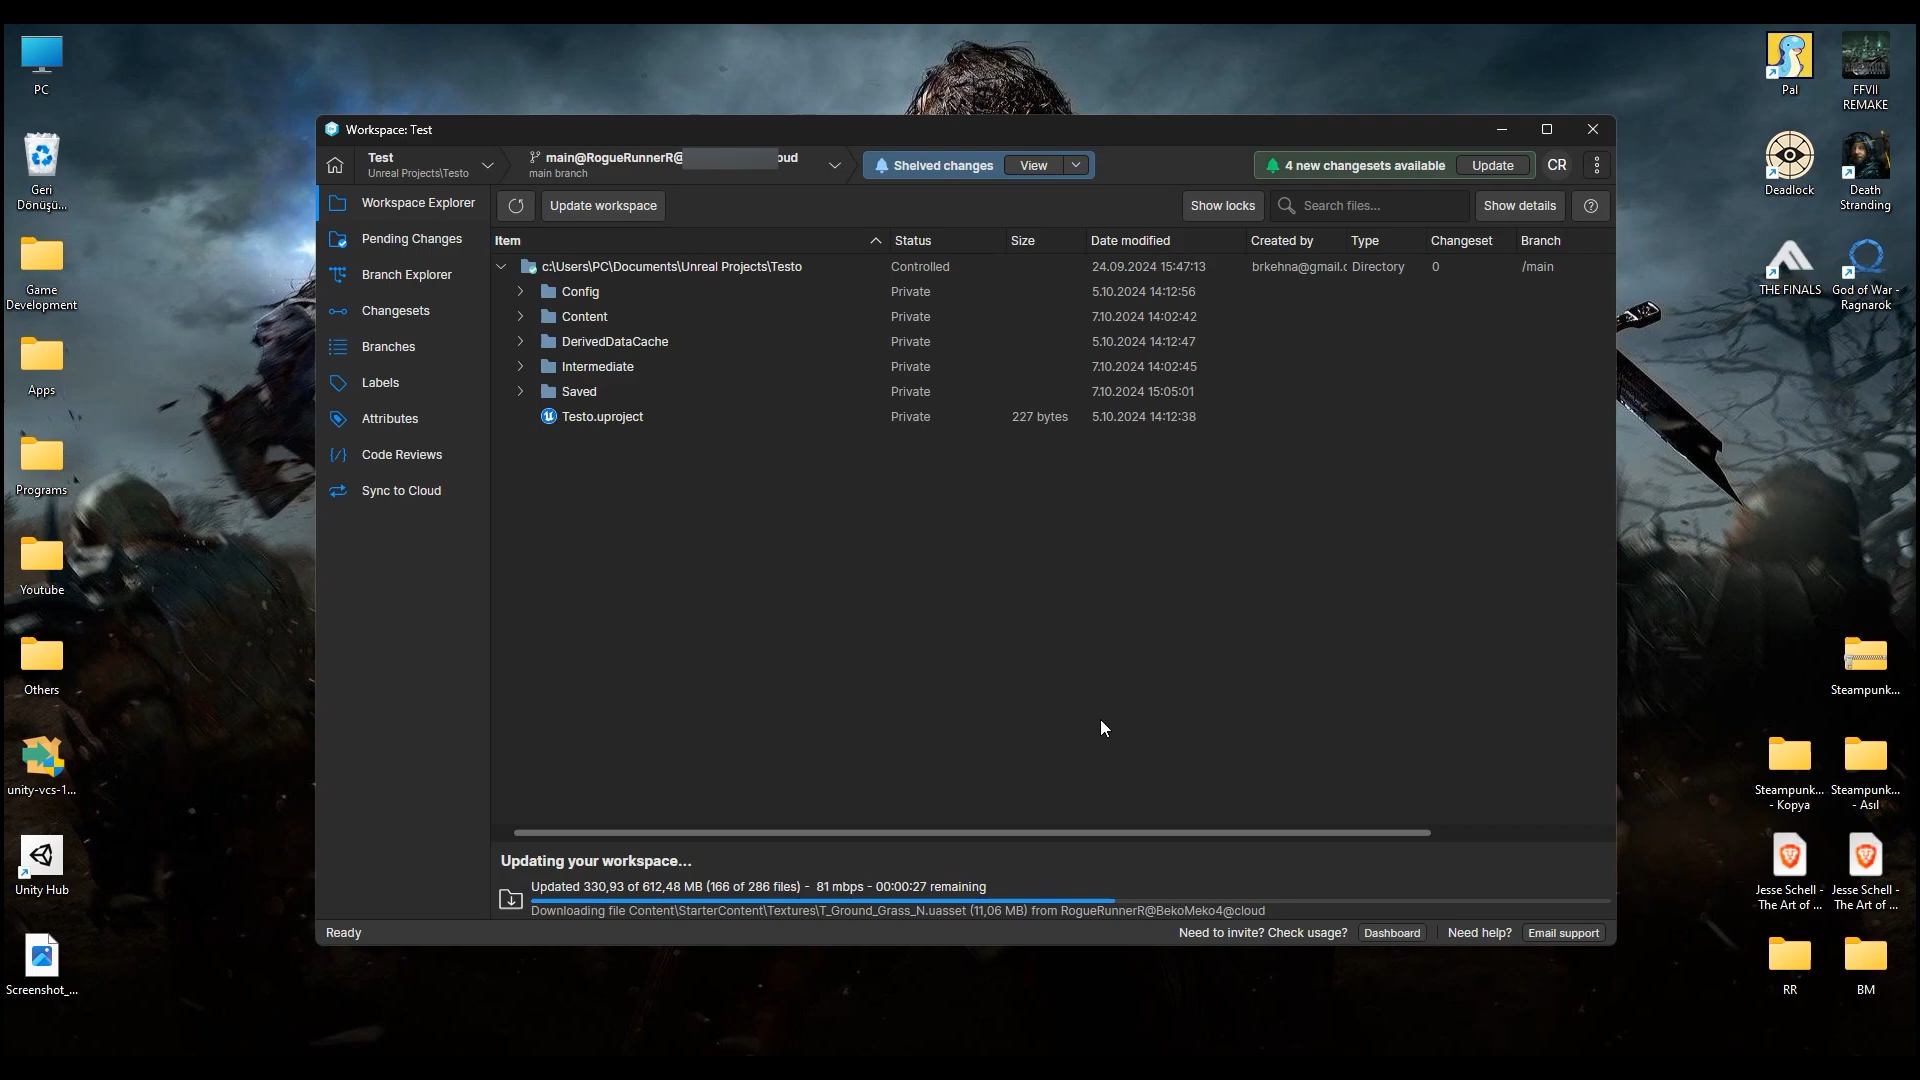 PC
Geri
Dönüşü...
Game
Development
Apps
Programs
Youtube
Others
unity-vcs-1...
Unity Hub
Screenshot_...
Workspace: Test
Test
Unreal Projects\Testo
main@RogueRunnerR@ oud
main branch
Shelved changes
View
4 new changesets available
Update
CR
Workspace Explorer
Pending Changes
Branch Explorer
Changesets
Branches
Labels
Attributes
Code Reviews
Sync to Cloud
Update workspace
Show locks
Search files...
Show details
Item Status Size Date modified Created by Type Changeset Branch
c:\Users\PC\Documents\Unreal Projects\Testo Controlled 24.09.2024 15:47:13 brkehna@gmail.c Directory 0 /main
Config Private 5.10.2024 14:12:56
Content Private 7.10.2024 14:02:42
DerivedDataCache Private 5.10.2024 14:12:47
Intermediate Private 7.10.2024 14:02:45
Saved Private 7.10.2024 15:05:01
Testo.uproject Private 227 bytes 5.10.2024 14:12:38
Updating your workspace...
Updated 330,93 of 612,48 MB (166 of 286 files) - 81 mbps - 00:00:27 remaining
Downloading file Content\StarterContent\Textures\T_Ground_Grass_N.uasset (11,06 MB) from RogueRunnerR@BekoMeko4@cloud
Ready
Need to invite? Check usage?
Dashboard
Need help?
Email support
Pal
FFVII
REMAKE
Deadlock
Death
Stranding
THE FINALS
God of War -
Ragnarok
Steampunk...
Steampunk...
- Kopya
Steampunk...
- Asıl
Jesse Schell -
The Art of ...
Jesse Schell -
The Art of ...
RR
BM